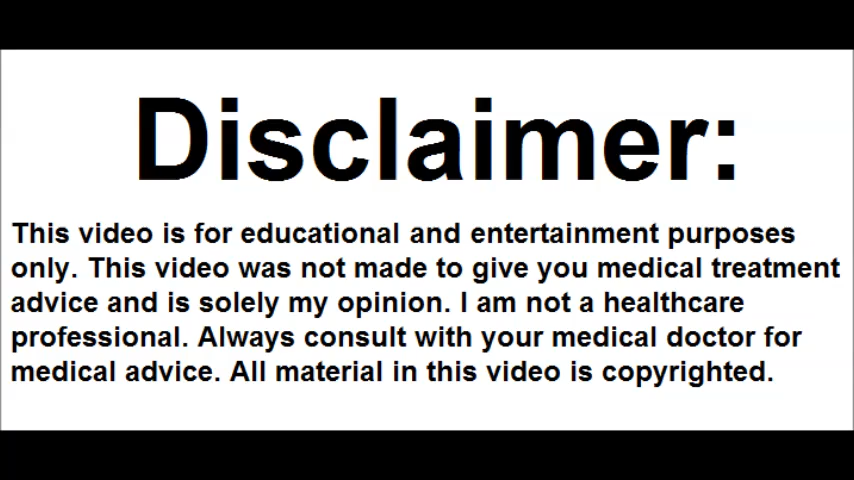 Disclaimer:
This video is for educational and entertainment purposes
only. This video was not made to give you medical treatment
advice and is solely my opinion. I am not a healthcare
professional. Always consult with your medical doctor for
medical advice. All material in this video is copyrighted.